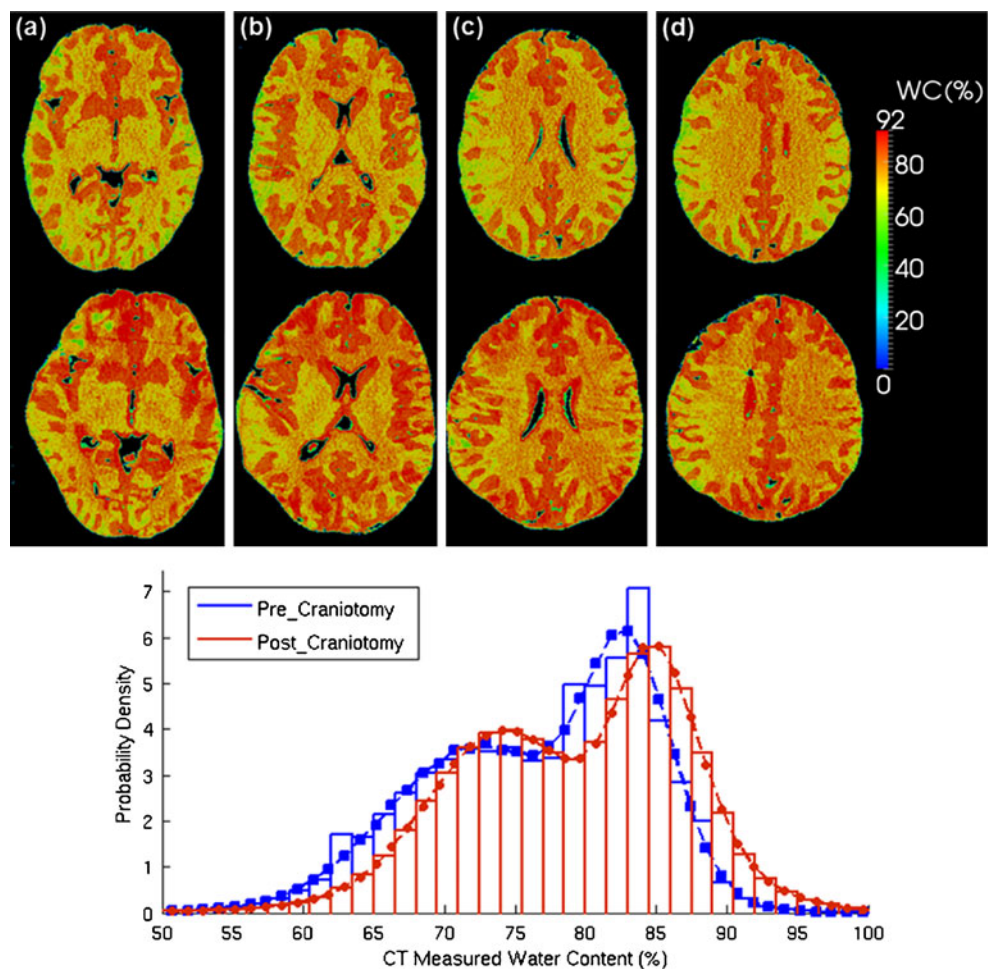 (a)
(b)
(c)
(d)
WC(%)
92
80
60
40
20
0
7
6
5
4
3
2
1
0
Probability Density
Pre_Craniotomy
Post_Craniotomy
50 55 60 65 70 75 80 85 90 95 100
CT Measured Water Content (%)